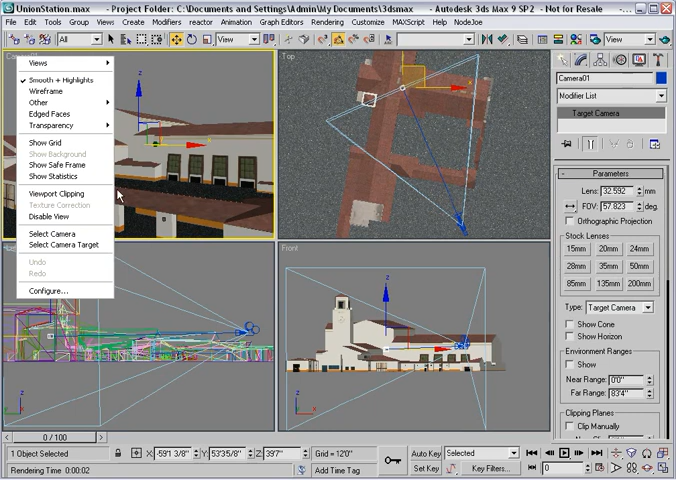 UnionStation.max - Project Folder: C:\Documents and Settings\Admin\My Documents\3dsmax - Autodesk 3ds Max 9 SP2 - Not for Resale
File Edit Tools Group Views Create Modifiers reactor Animation Graph Editors Rendering Customize MAXScript Help NodeJoe
All
View
Top
Front
Views
Smooth + Highlights
Wireframe
Other
Edged Faces
Transparency
Show Grid
Show Background
Show Safe Frame
Show Statistics
Viewport Clipping
Texture Correction
Disable View
Select Camera
Select Camera Target
Undo
Redo
Configure...
z
x
z
x
z
x
z
x
Camera01
Modifier List
Target Camera
- Parameters
Lens: 32.592 mm
FOV: 57.823 deg.
Orthographic Projection
Stock Lenses
15mm 20mm 24mm
28mm 35mm 50mm
85mm 135mm 200mm
Type: Target Camera
Show Cone
Show Horizon
Environment Ranges
Show
Near Range: 0'0"
Far Range: 83'4"
Clipping Planes
Clip Manually
0 / 100
1 Object Selected
X: -59'1 3/8" Y: 53'3 5/8" Z: 39'7"
Grid = 12'0"
Auto Key Selected
Rendering Time 0:00:02
Add Time Tag
Set Key Key Filters...
0